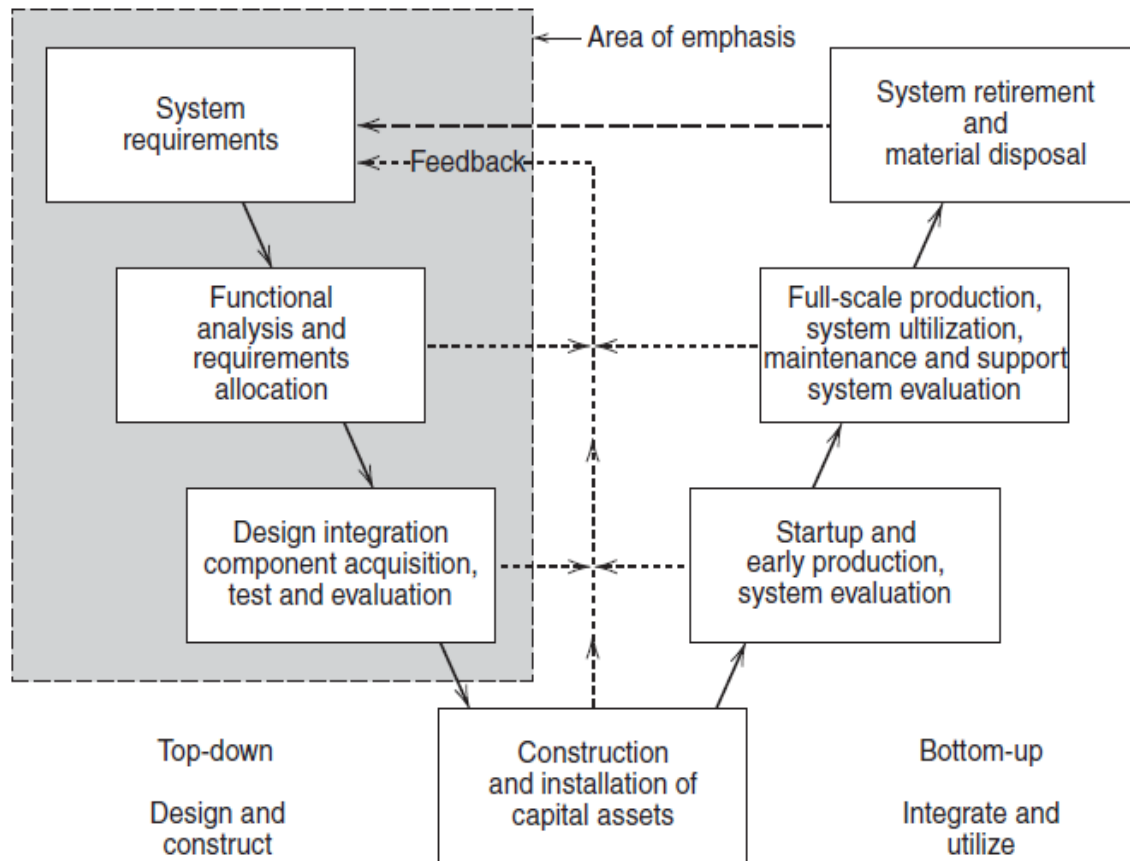 Area of emphasis
System
requirements
System retirement
and
material disposal
Feedback
Functional
analysis and
requirements
allocation
Full-scale production,
system ultilization,
maintenance and support
system evaluation
Design integration
component acquisition,
test and evaluation
Startup and
early production,
system evaluation
Top-down
Design and
construct
Construction
and installation of
capital assets
Bottom-up
Integrate and
utilize